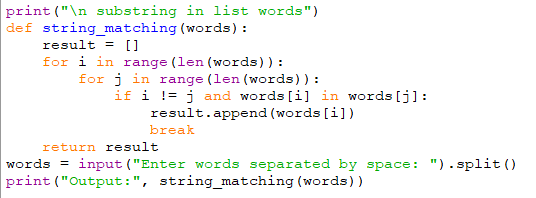 print("\n substring in list words")
def string_matching(words):
    result = []
    for i in range(len(words)):
        for j in range(len(words)):
            if i != j and words[i] in words[j]:
                result.append(words[i])
                break
    return result
words = input("Enter words separated by space: ").split()
print("Output:", string_matching(words))